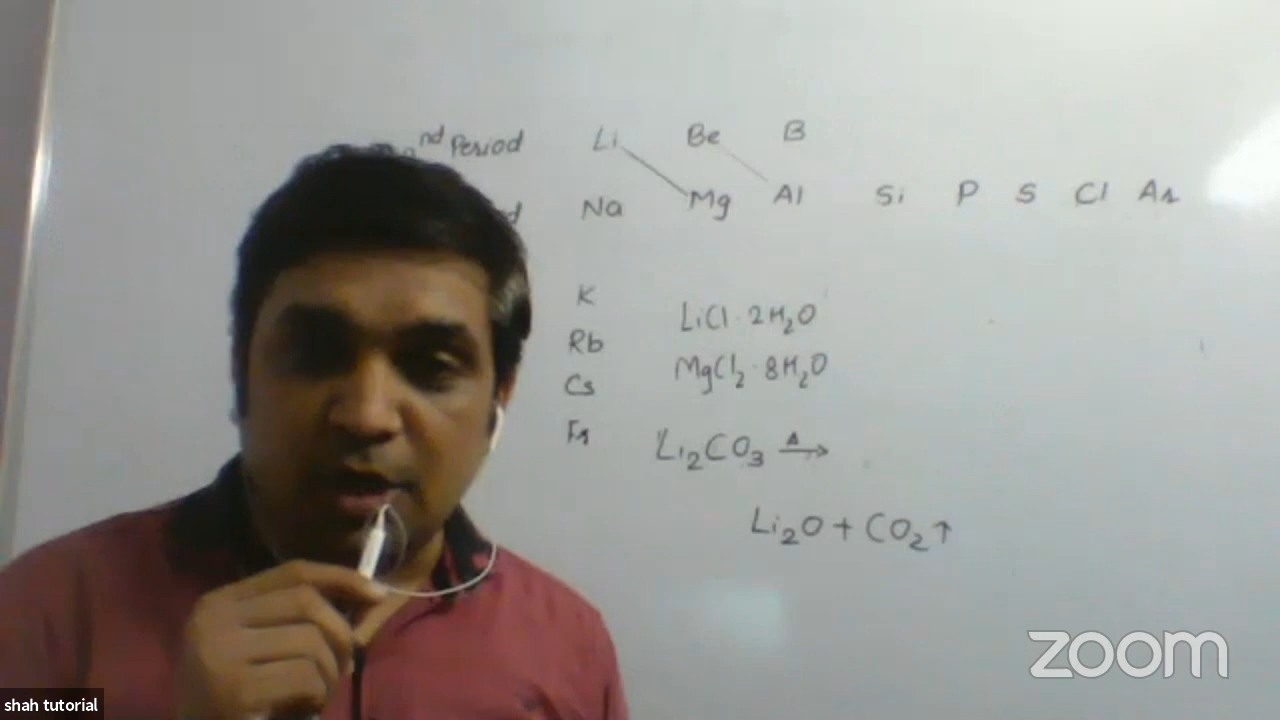 nd Period Li Be B
d Na Mg Al Si P S Cl Ar
K
LiCl·2H₂O
Rb
MgCl₂·8H₂O
Cs
Fr
Li₂CO₃ Δ→
Li₂O + CO₂↑
zoom
shah tutorial